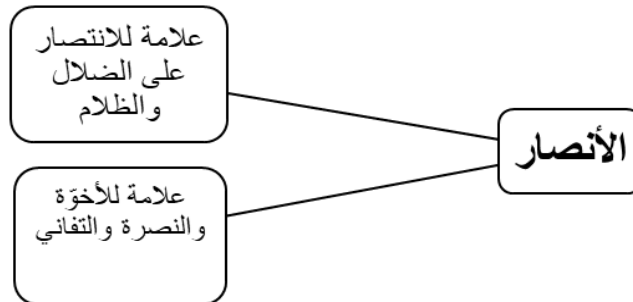 الأنصار
علامة للانتصار
على الضلال
والظلام
علامة للأخوّة
والنصرة والتفاني